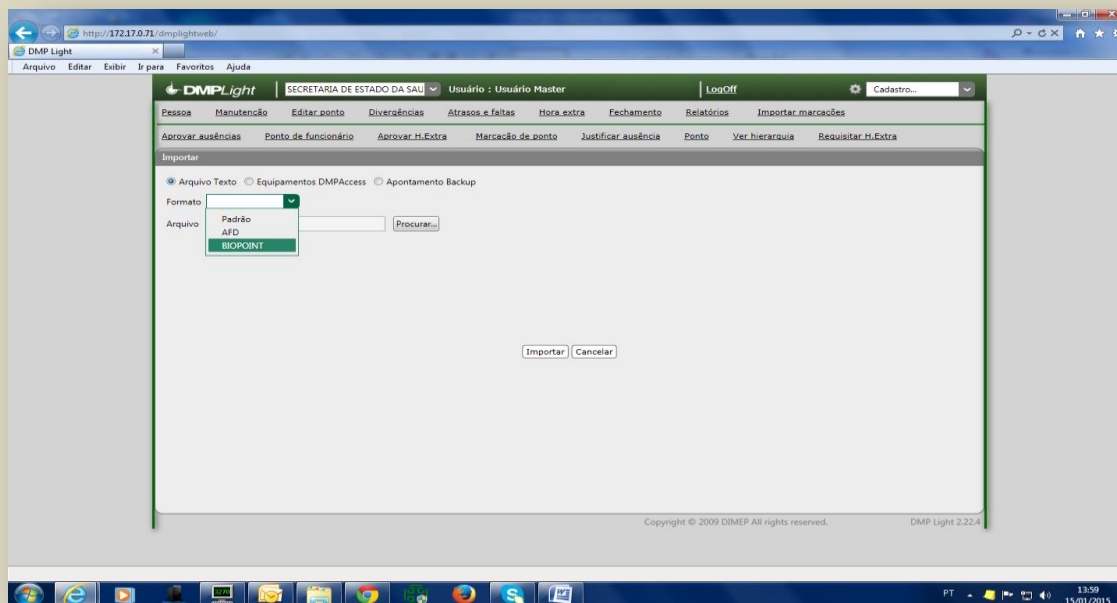 http://172.17.0.71/dmplightweb/
DMP Light
Arquivo Editar Exibir Ir para Favoritos Ajuda
DMPLight SECRETARIA DE ESTADO DA SAU Usuário : Usuário Master LogOff Cadastro...
Pessoa Manutenção Editar ponto Divergências Atrasos e faltas Hora extra Fechamento Relatórios Importar marcações
Aprovar ausências Ponto de funcionário Aprovar H.Extra Marcação de ponto Justificar ausência Ponto Ver hierarquia Requisitar H.Extra
Importar
Arquivo Texto Equipamentos DMPAccess Apontamento Backup
Formato
Padrão
Arquivo Procurar...
AFD
BIOPOINT
Importar Cancelar
Copyright © 2009 DIMEP All rights reserved. DMP Light 2.22.4
3270
PT 13:59
15/01/2015